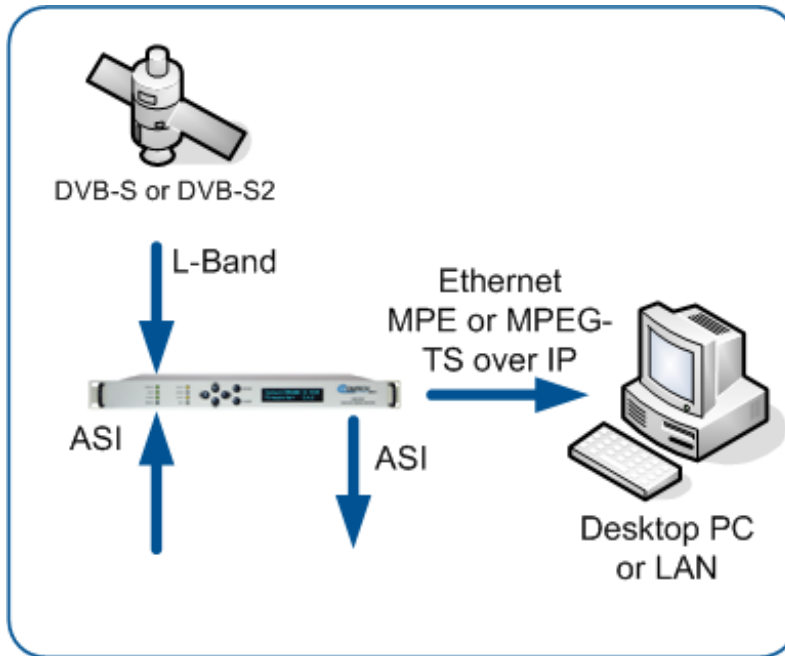 DVB-S or DVB-S2
L-Band
Ethernet
MPE or MPEG-
TS over IP
ASI
ASI
Desktop PC
or LAN